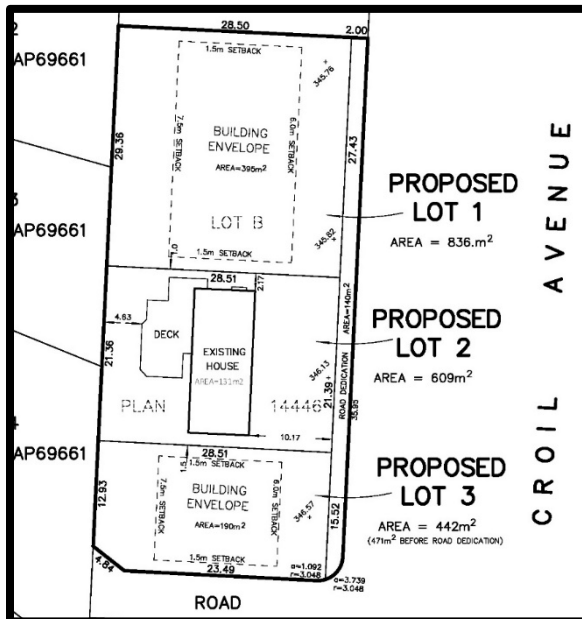 28.50
2.00
2
AP69661
1.5m SETBACK
345.76
7.5m SETBACK
6.0m SETBACK
29.36
BUILDING
ENVELOPE
AREA=395m²
27.43
PROPOSED
LOT 1
AREA = 836.m²
3
AP69661
LOT B
345.82
1.0
1.5m SETBACK
28.51
2.17
AREA=140m²
4.63
DECK
EXISTING
HOUSE
AREA=131m²
21.36
346.13
21.39
ROAD DEDICATION
35.95
PROPOSED
LOT 2
AREA = 609m²
PLAN
14446
10.17
4
AP69661
28.51
1.5
1.5m SETBACK
7.5m SETBACK
6.0m SETBACK
BUILDING
ENVELOPE
AREA=190m²
346.57
12.93
15.52
PROPOSED
LOT 3
AREA = 442m²
(471m² BEFORE ROAD DEDICATION)
1.5m SETBACK
4.84
23.49
a=1.092
r=3.048
a=3.739
r=3.048
ROAD
CROIL AVENUE